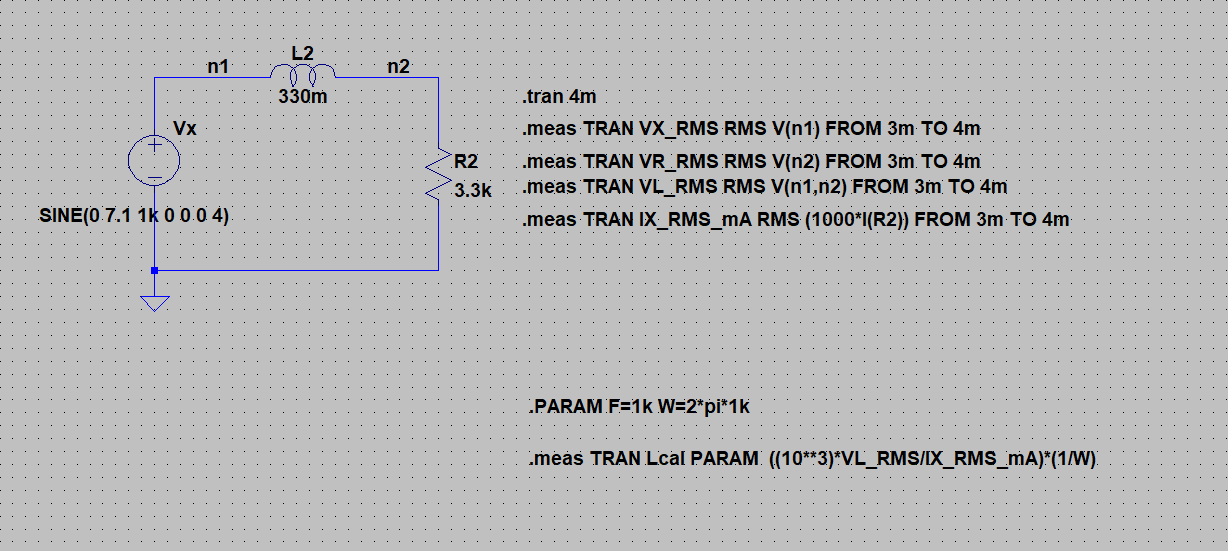 L2
n1
n2
330m
Vx
R2
3.3k
SINE(0 7.1 1k 0 0 0 4)
.tran 4m
.meas TRAN VX_RMS RMS V(n1) FROM 3m TO 4m
.meas TRAN VR_RMS RMS V(n2) FROM 3m TO 4m
.meas TRAN VL_RMS RMS V(n1,n2) FROM 3m TO 4m
.meas TRAN IX_RMS_mA RMS (1000*I(R2)) FROM 3m TO 4m
.PARAM F=1k W=2*pi*1k
.meas TRAN Lcal PARAM ((10**3)*VL_RMS/IX_RMS_mA)*(1/W)